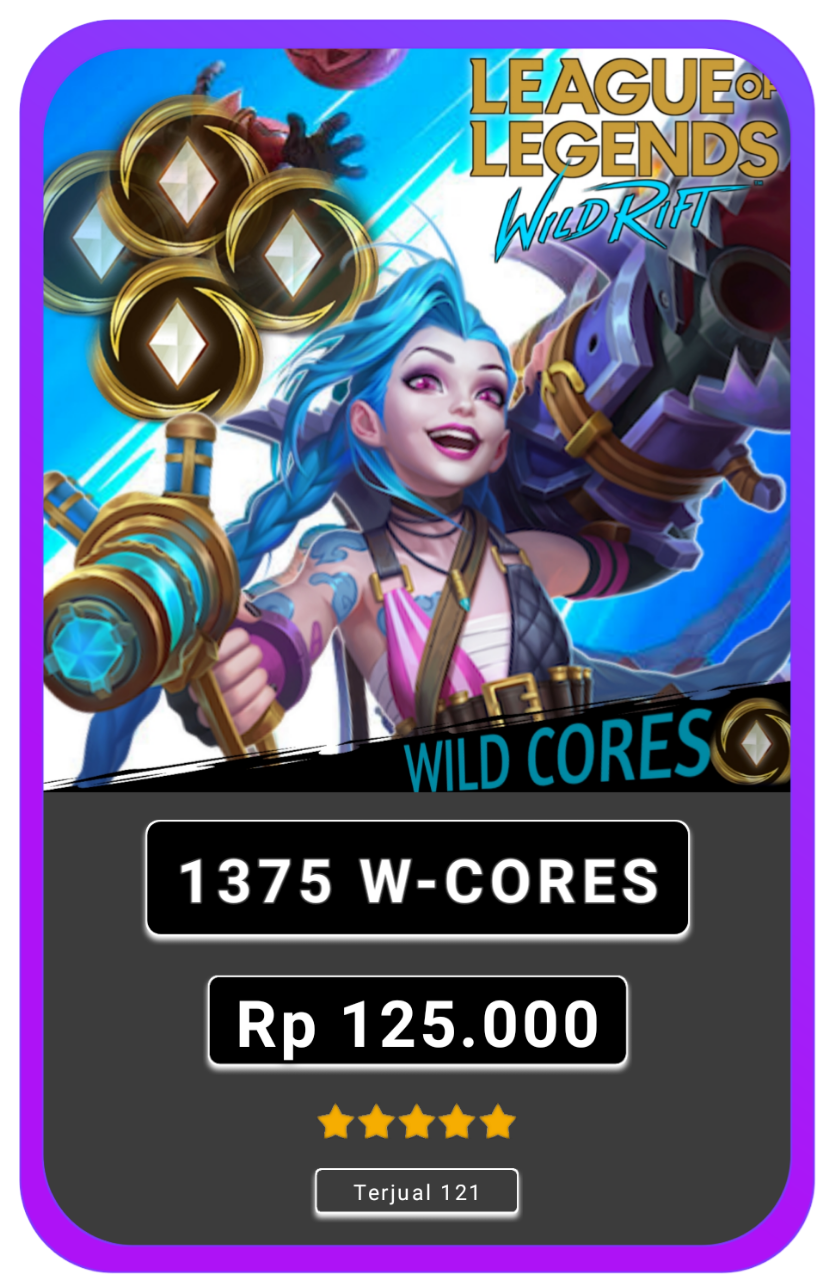 LEAGUE OF
LEGENDS
WILD RIFT
WILD CORES
1375 W-CORES
Rp 125.000
Terjual 121